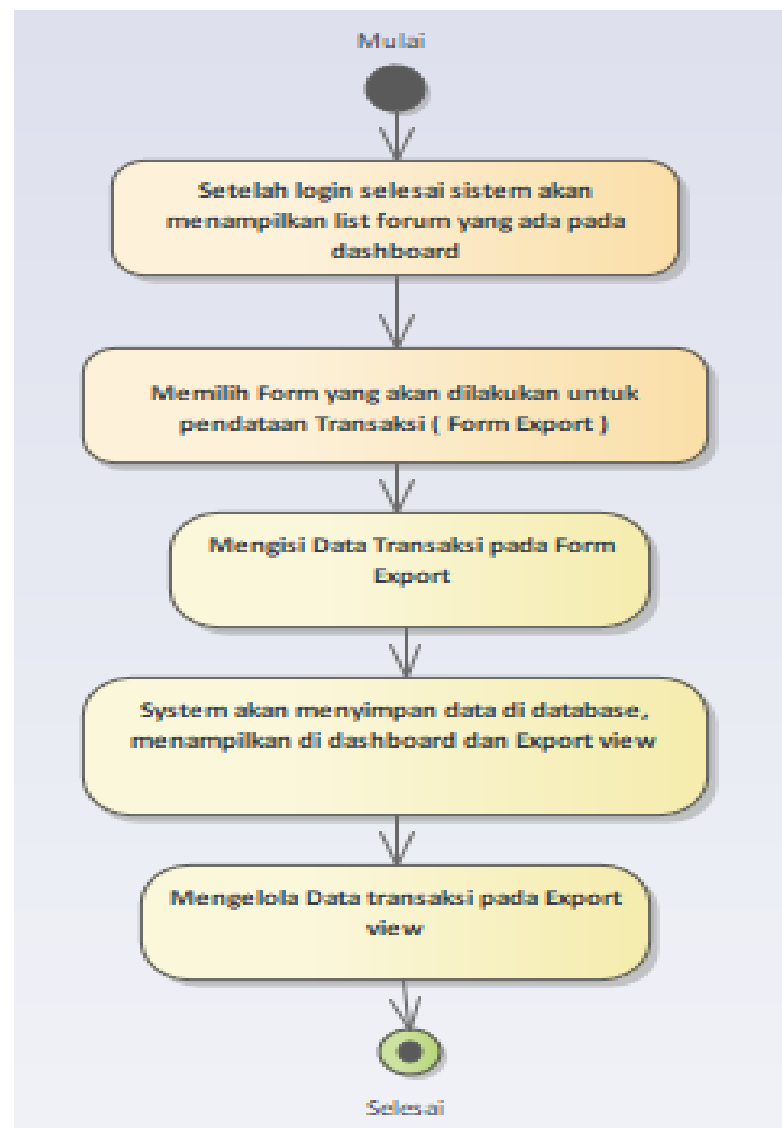 Mulai
Setelah login selesai sistem akan
menampilkan list forum yang ada pada
dashboard
Memilih Form yang akan dilakukan untuk
pendataan Transaksi ( Form Export )
Mengisi Data Transaksi pada Form
Export
System akan menyimpan data di database,
menampilkan di dashboard dan Export view
Mengelola Data transaksi pada Export
view
Selesai